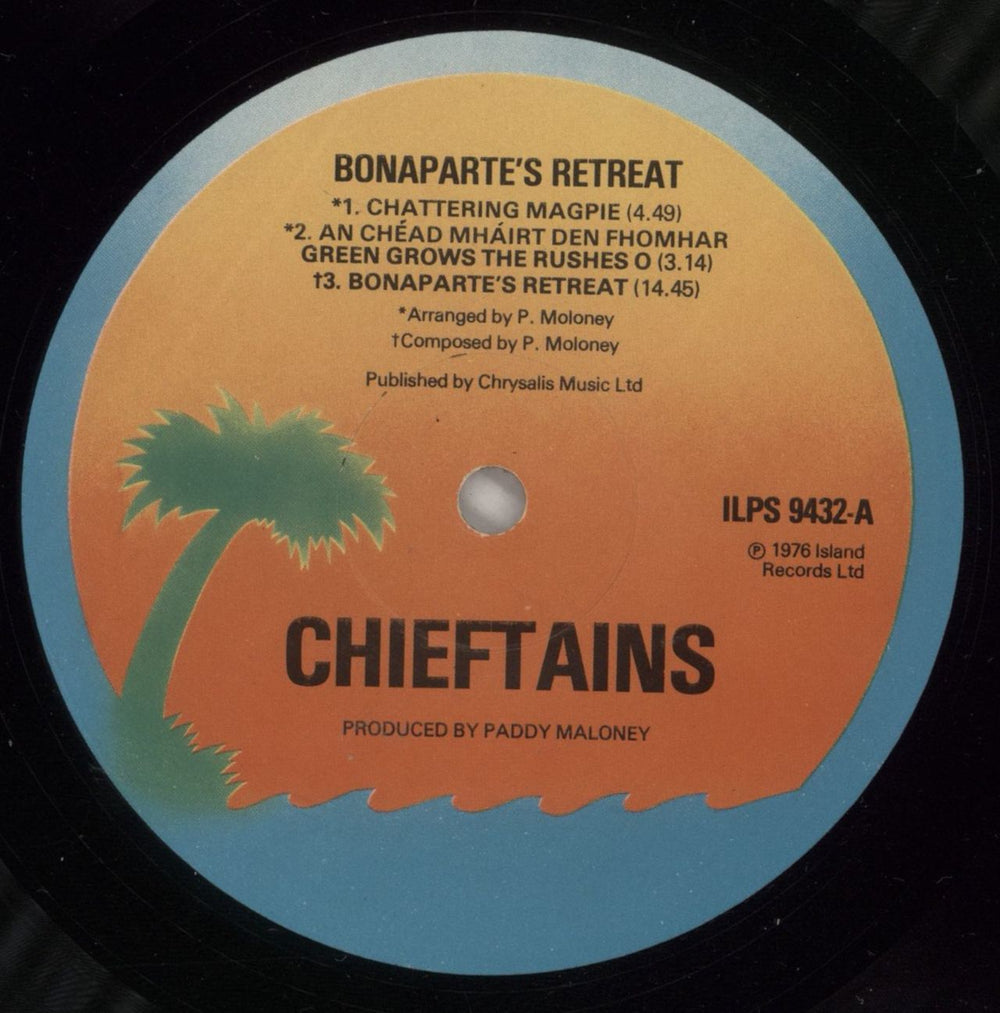 BONAPARTE'S RETREAT
*1. CHATTERING MAGPIE (4.49)
*2. AN CHÉAD MHÁIRT DEN FHOMHAR
GREEN GROWS THE RUSHES O (3.14)
†3. BONAPARTE'S RETREAT (14.45)
*Arranged by P. Moloney
†Composed by P. Moloney
Published by Chrysalis Music Ltd
ILPS 9432-A
℗ 1976 Island
Records Ltd
CHIEFTAINS
PRODUCED BY PADDY MALONEY